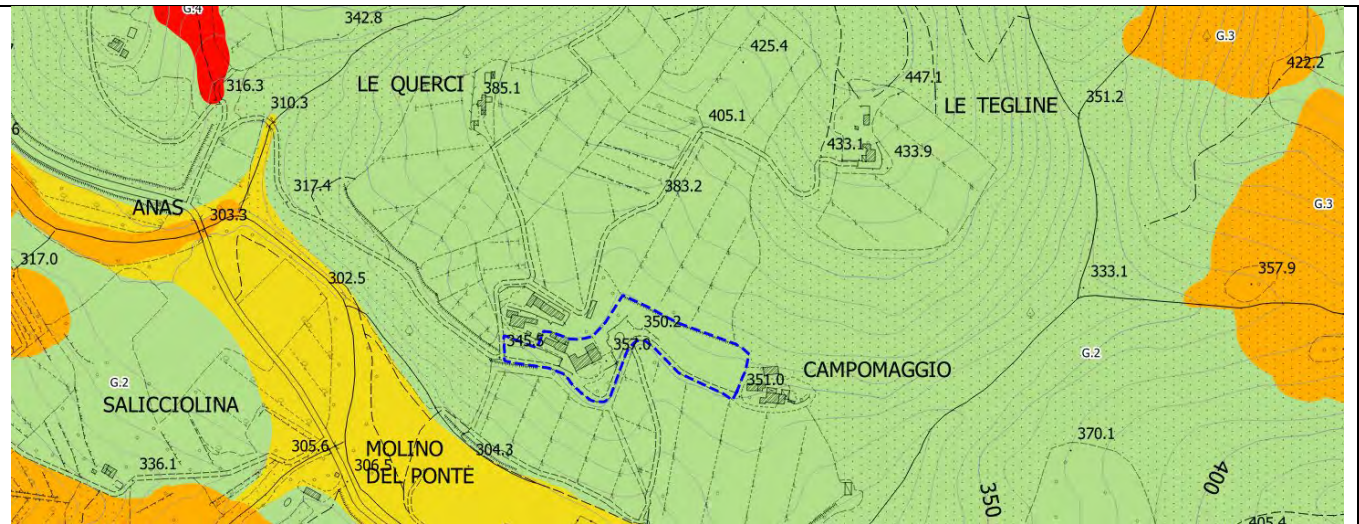 G.4
342.8
425.4
G.3
422.2
LE QUERCI
385.1
316.3
447.1
351.2
LE TEGLINE
310.3
405.1
433.1
433.9
317.4
383.2
ANAS
303.3
G.3
317.0
302.5
333.1
357.9
350.2
345.5
357.0
G.2
G.2
351.0
CAMPOMAGGIO
SALICCIOLINA
305.6
MOLINO
DEL PONTE
304.3
306.5
336.1
370.1
350
400
405.4